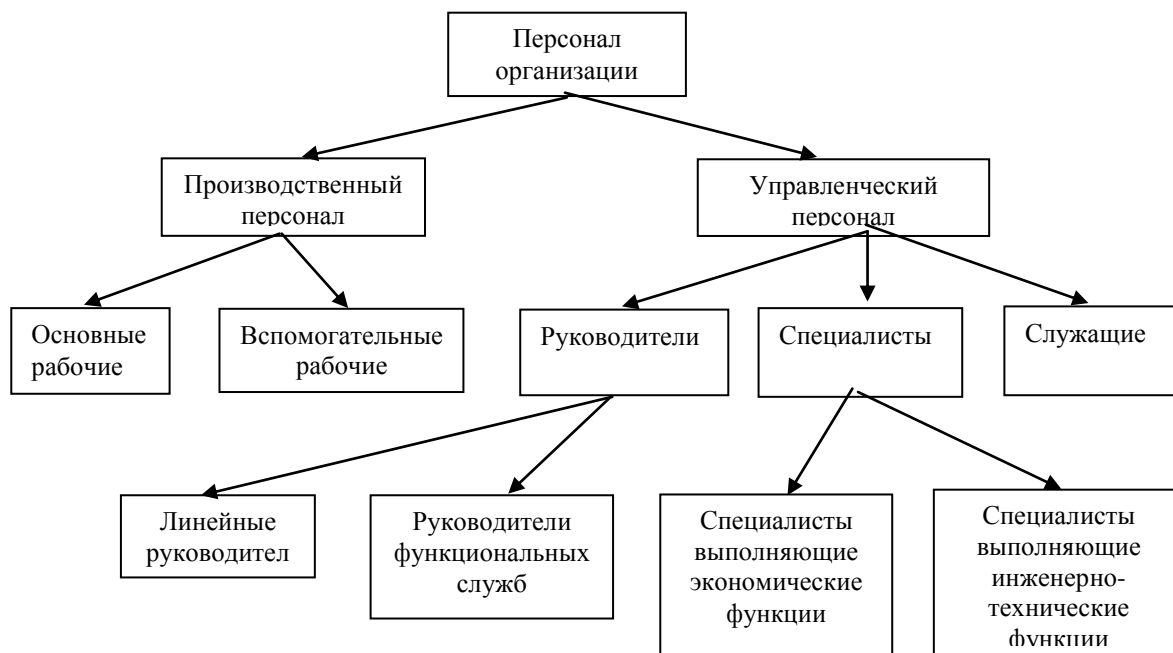 Персонал
организации
Производственный
персонал
Управленческий
персонал
Основные
рабочие
Вспомогательные
рабочие
Руководители
Специалисты
Служащие
Линейные
руководител
Руководители
функциональных
служб
Специалисты
выполняющие
экономические
функции
Специалисты
выполняющие
инженерно-
технические
функции